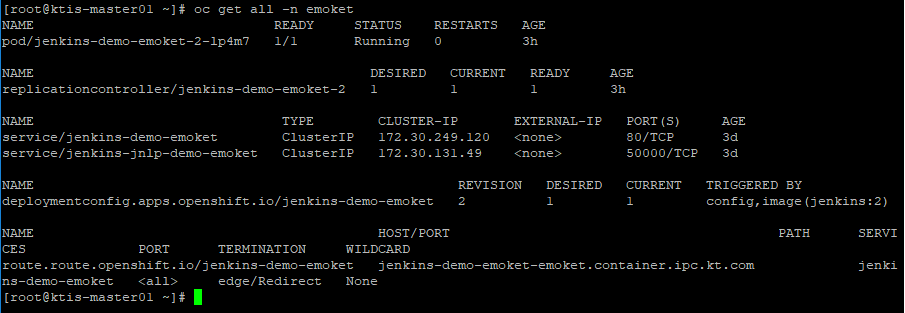 [root@ktis-master01 ~]# oc get all -n emoket
NAME                              READY     STATUS    RESTARTS   AGE
pod/jenkins-demo-emoket-2-lp4m7   1/1       Running   0          3h

NAME                                          DESIRED   CURRENT   READY     AGE
replicationcontroller/jenkins-demo-emoket-2   1         1         1         3h

NAME                               TYPE        CLUSTER-IP       EXTERNAL-IP   PORT(S)     AGE
service/jenkins-demo-emoket        ClusterIP   172.30.249.120   <none>        80/TCP      3d
service/jenkins-jnlp-demo-emoket   ClusterIP   172.30.131.49    <none>        50000/TCP   3d

NAME                                                     REVISION   DESIRED   CURRENT   TRIGGERED BY
deploymentconfig.apps.openshift.io/jenkins-demo-emoket   2          1         1         config,image(jenkins:2)

NAME                                           HOST/PORT                                         PATH      SERVI
CES              PORT      TERMINATION     WILDCARD
route.route.openshift.io/jenkins-demo-emoket   jenkins-demo-emoket-emoket.container.ipc.kt.com             jenki
ns-demo-emoket   <all>     edge/Redirect   None
[root@ktis-master01 ~]#